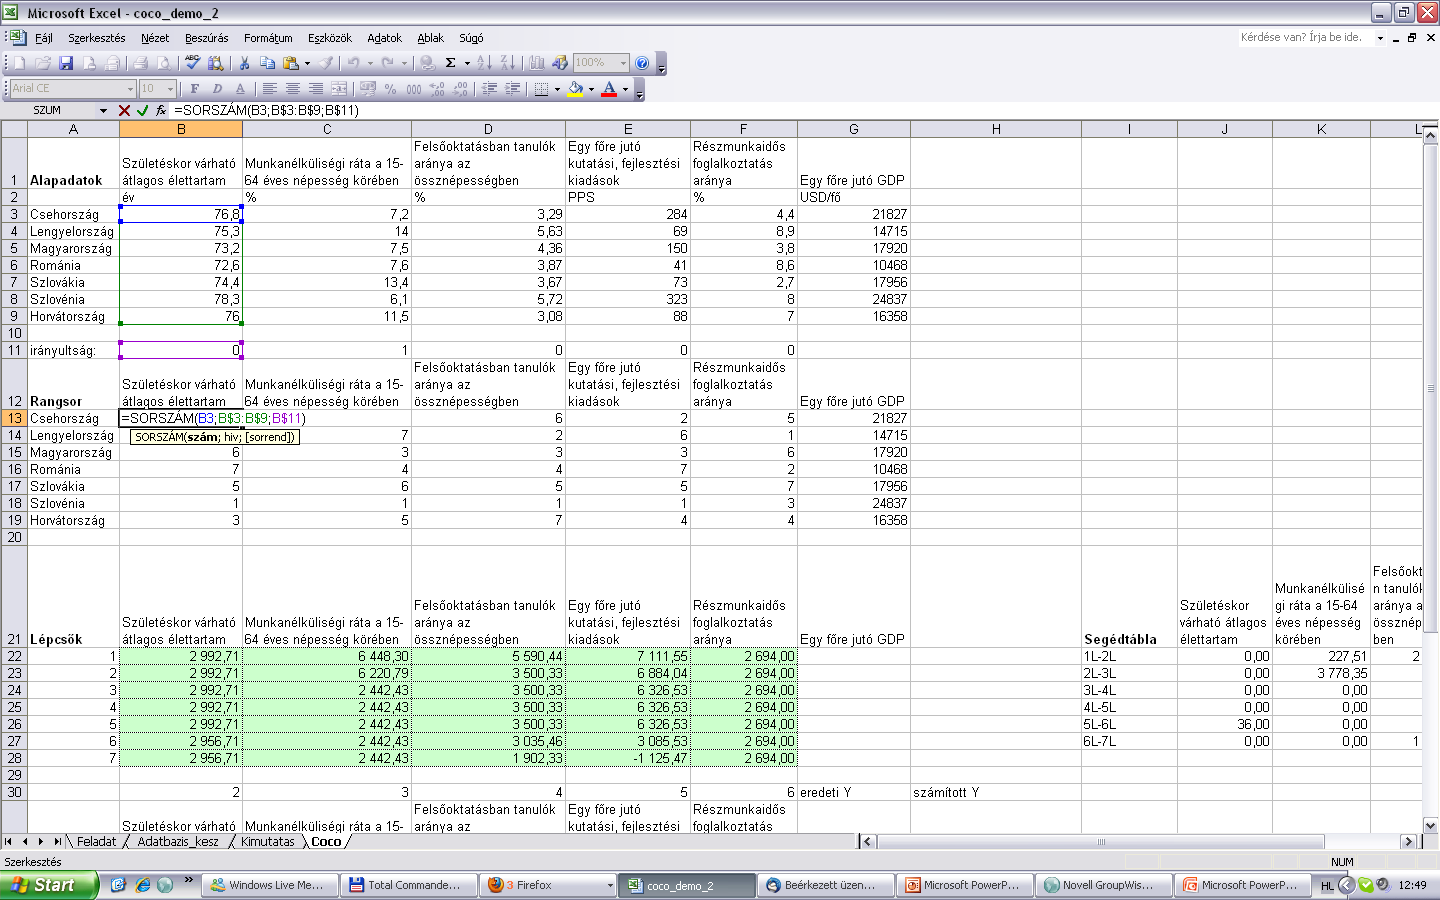 Microsoft Excel - coco_demo_2
Fájl Szerkesztés Nézet Beszúrás Formátum Eszközök Adatok Ablak Súgó Kérdése van? Írja be ide.
100%
Arial CE 10 F D A % 000
SZUM =SORSZÁM(B3;B$3:B$9;B$11)
A B C D E F G H I J K L
1 Alapadatok Születéskor várható átlagos élettartam Munkanélküliségi ráta a 15-64 éves népesség körében Felsőoktatásban tanulók aránya az össznépességben Egy főre jutó kutatási, fejlesztési kiadások Részmunkaidős foglalkoztatás aránya Egy főre jutó GDP
2 év % % PPS % USD/fő
3 Csehország 76,8 7,2 3,29 284 4,4 21827
4 Lengyelország 75,3 14 5,63 69 8,9 14715
5 Magyarország 73,2 7,5 4,36 150 3,8 17920
6 Románia 72,6 7,6 3,87 41 8,6 10468
7 Szlovákia 74,4 13,4 3,67 73 2,7 17956
8 Szlovénia 78,3 6,1 5,72 323 8 24837
9 Horvátország 76 11,5 3,08 88 7 16358
10
11 irányultság: 0 1 0 0 0
12 Rangsor Születéskor várható átlagos élettartam Munkanélküliségi ráta a 15-64 éves népesség körében Felsőoktatásban tanulók aránya az össznépességben Egy főre jutó kutatási, fejlesztési kiadások Részmunkaidős foglalkoztatás aránya Egy főre jutó GDP
13 Csehország =SORSZÁM(B3;B$3:B$9;B$11) 6 2 5 21827
14 Lengyelország SORSZÁM(szám; hiv; [sorrend]) 7 2 6 1 14715
15 Magyarország 6 3 3 3 6 17920
16 Románia 7 4 4 7 2 10468
17 Szlovákia 5 6 5 5 7 17956
18 Szlovénia 1 1 1 1 3 24837
19 Horvátország 3 5 7 4 4 16358
20
21 Lépcsök Születéskor várható átlagos élettartam Munkanélküliségi ráta a 15-64 éves népesség körében Felsőoktatásban tanulók aránya az össznépességben Egy főre jutó kutatási, fejlesztési kiadások Részmunkaidős foglalkoztatás aránya Egy főre jutó GDP Segédtábla Születéskor várható átlagos élettartam Munkanélkülisé gi ráta a 15-64 éves népesség körében Felsőokt n tanulók aránya a össznép ben
22 1 2 992,71 6 448,30 5 590,44 7 111,55 2 694,00 1L-2L 0,00 227,51 2
23 2 2 992,71 6 220,79 3 500,33 6 884,04 2 694,00 2L-3L 0,00 3 778,35
24 3 2 992,71 2 442,43 3 500,33 6 326,53 2 694,00 3L-4L 0,00 0,00
25 4 2 992,71 2 442,43 3 500,33 6 326,53 2 694,00 4L-5L 0,00 0,00
26 5 2 992,71 2 442,43 3 500,33 6 326,53 2 694,00 5L-6L 36,00 0,00
27 6 2 956,71 2 442,43 3 035,46 3 085,53 2 694,00 6L-7L 0,00 0,00 1
28 7 2 956,71 2 442,43 1 902,33 -1 125,47 2 694,00
29
30 2 3 4 5 6 eredeti Y számított Y
Születéskor várható Munkanélküliségi ráta a 15- Felsőoktatásban tanulók aránya az Egy főre jutó kutatási, fejlesztési Részmunkaidős foglalkoztatás
Feladat Adatbazis_kesz Kimutatas Coco
Szerkesztés NUM
Start » Windows Live Me... Total Commande... 3 Firefox coco_demo_2 Beérkezett üzen... Microsoft PowerP... Novell GroupWis... Microsoft PowerP... HL 12:49